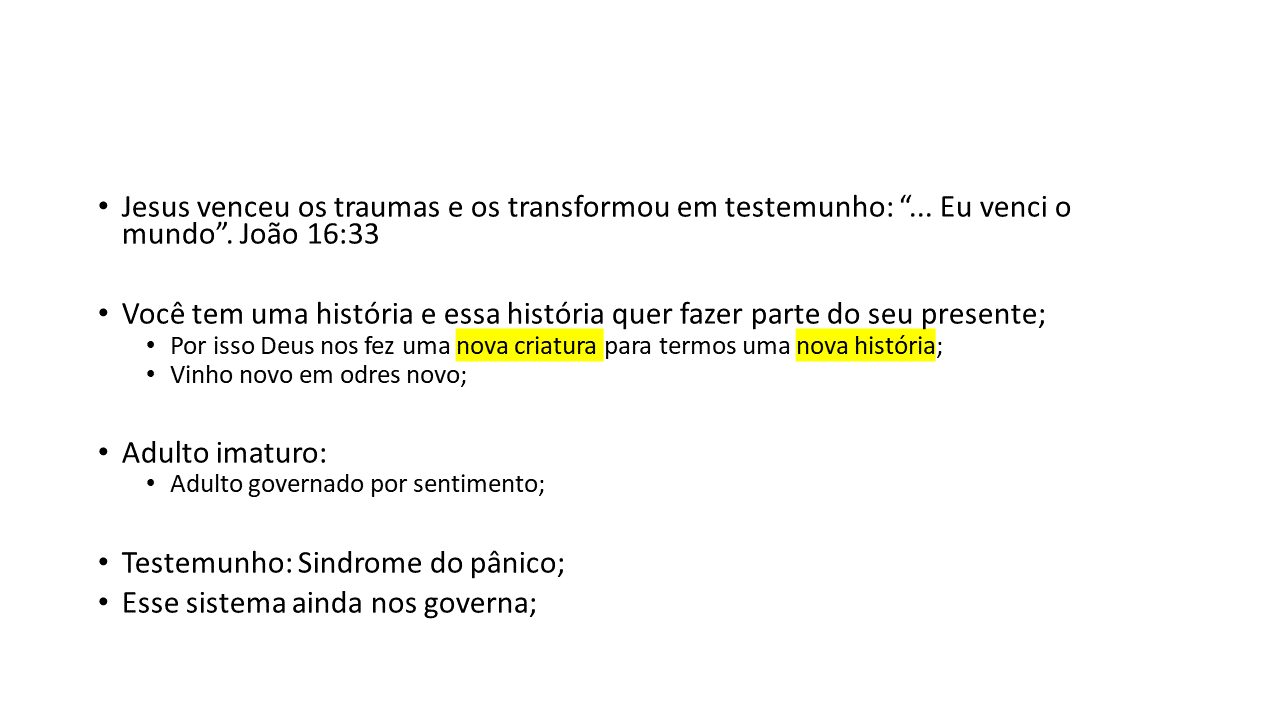 • Jesus venceu os traumas e os transformou em testemunho: “... Eu venci o
mundo”. João 16:33
• Você tem uma história e essa história quer fazer parte do seu presente;
• Por isso Deus nos fez uma nova criatura para termos uma nova história;
• Vinho novo em odres novo;
• Adulto imaturo:
• Adulto governado por sentimento;
• Testemunho: Sindrome do pânico;
• Esse sistema ainda nos governa;